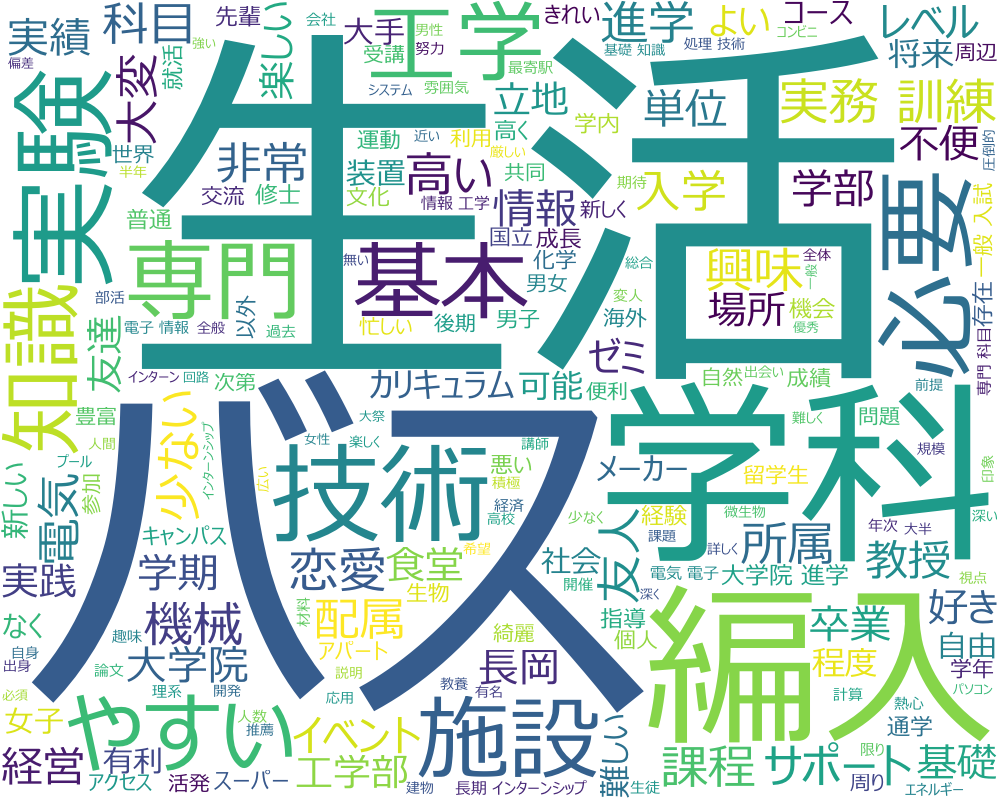 偏差
強い
会社
男性
コンビニ
実績
科目
先輩
大手
努力
きれい
進学
よい
コース
レベル
就活
楽しい
受講
工学
基礎 知識
処理 技術
将来
周辺
実験
大変
システム
雰囲気
最寄駅
立地
単位
実務 訓練
世界
半年
非常
運動
近い
利用
高く
厳しい
学内
不便
圧倒的
生活
交流
修士
装置
文化
高い
共同
情報 工学
情報
期待
新しく
入学
学部
必要
一般 入試
普通
専門
無い
基本
国立
成長
化学
男女
総合
興味
全体
一般
部活
以外
後期
男子
変人
海外
場所
機会
優秀
存在
知識
友達
電子 情報
全般
過去
忙しい
ゼミ
専門 科目
インターン
回路
次第
カリキュラム
可能
便利
自然
出会い
成績
前提
豊富
人間
少ない
インターンシップ
バス
大祭
女性
楽しく
講師
学科
難しく
問題
規模
印象
新しい
プール
参加
電気
広い
技術
悪い
積極
メーカー
留学生
微生物
キャンパス
経済
高校
少なく
経験
課題
所属
年次
大半
深い
実践
学期
恋愛
食堂
希望
社会
開催
友人
詳しく
深く
電気 電子
大学院 進学
教授
視点
なく
趣味
機械
材料
配属
生物
綺麗
指導
個人
編入
卒業
好き
自由
自身
出身
論文
大学院
アパート
説明
長岡
程度
学年
パソコン
必須
女子
理系
開発
応用
教養
有名
計算
熱心
通学
やすい
人数
推薦
イベント
施設
難しい
課程
サポート
限り
基礎
経営
有利
アクセス
活発
スーパー
工学部
建物
長期 インターンシップ
生徒
周り
エネルギー